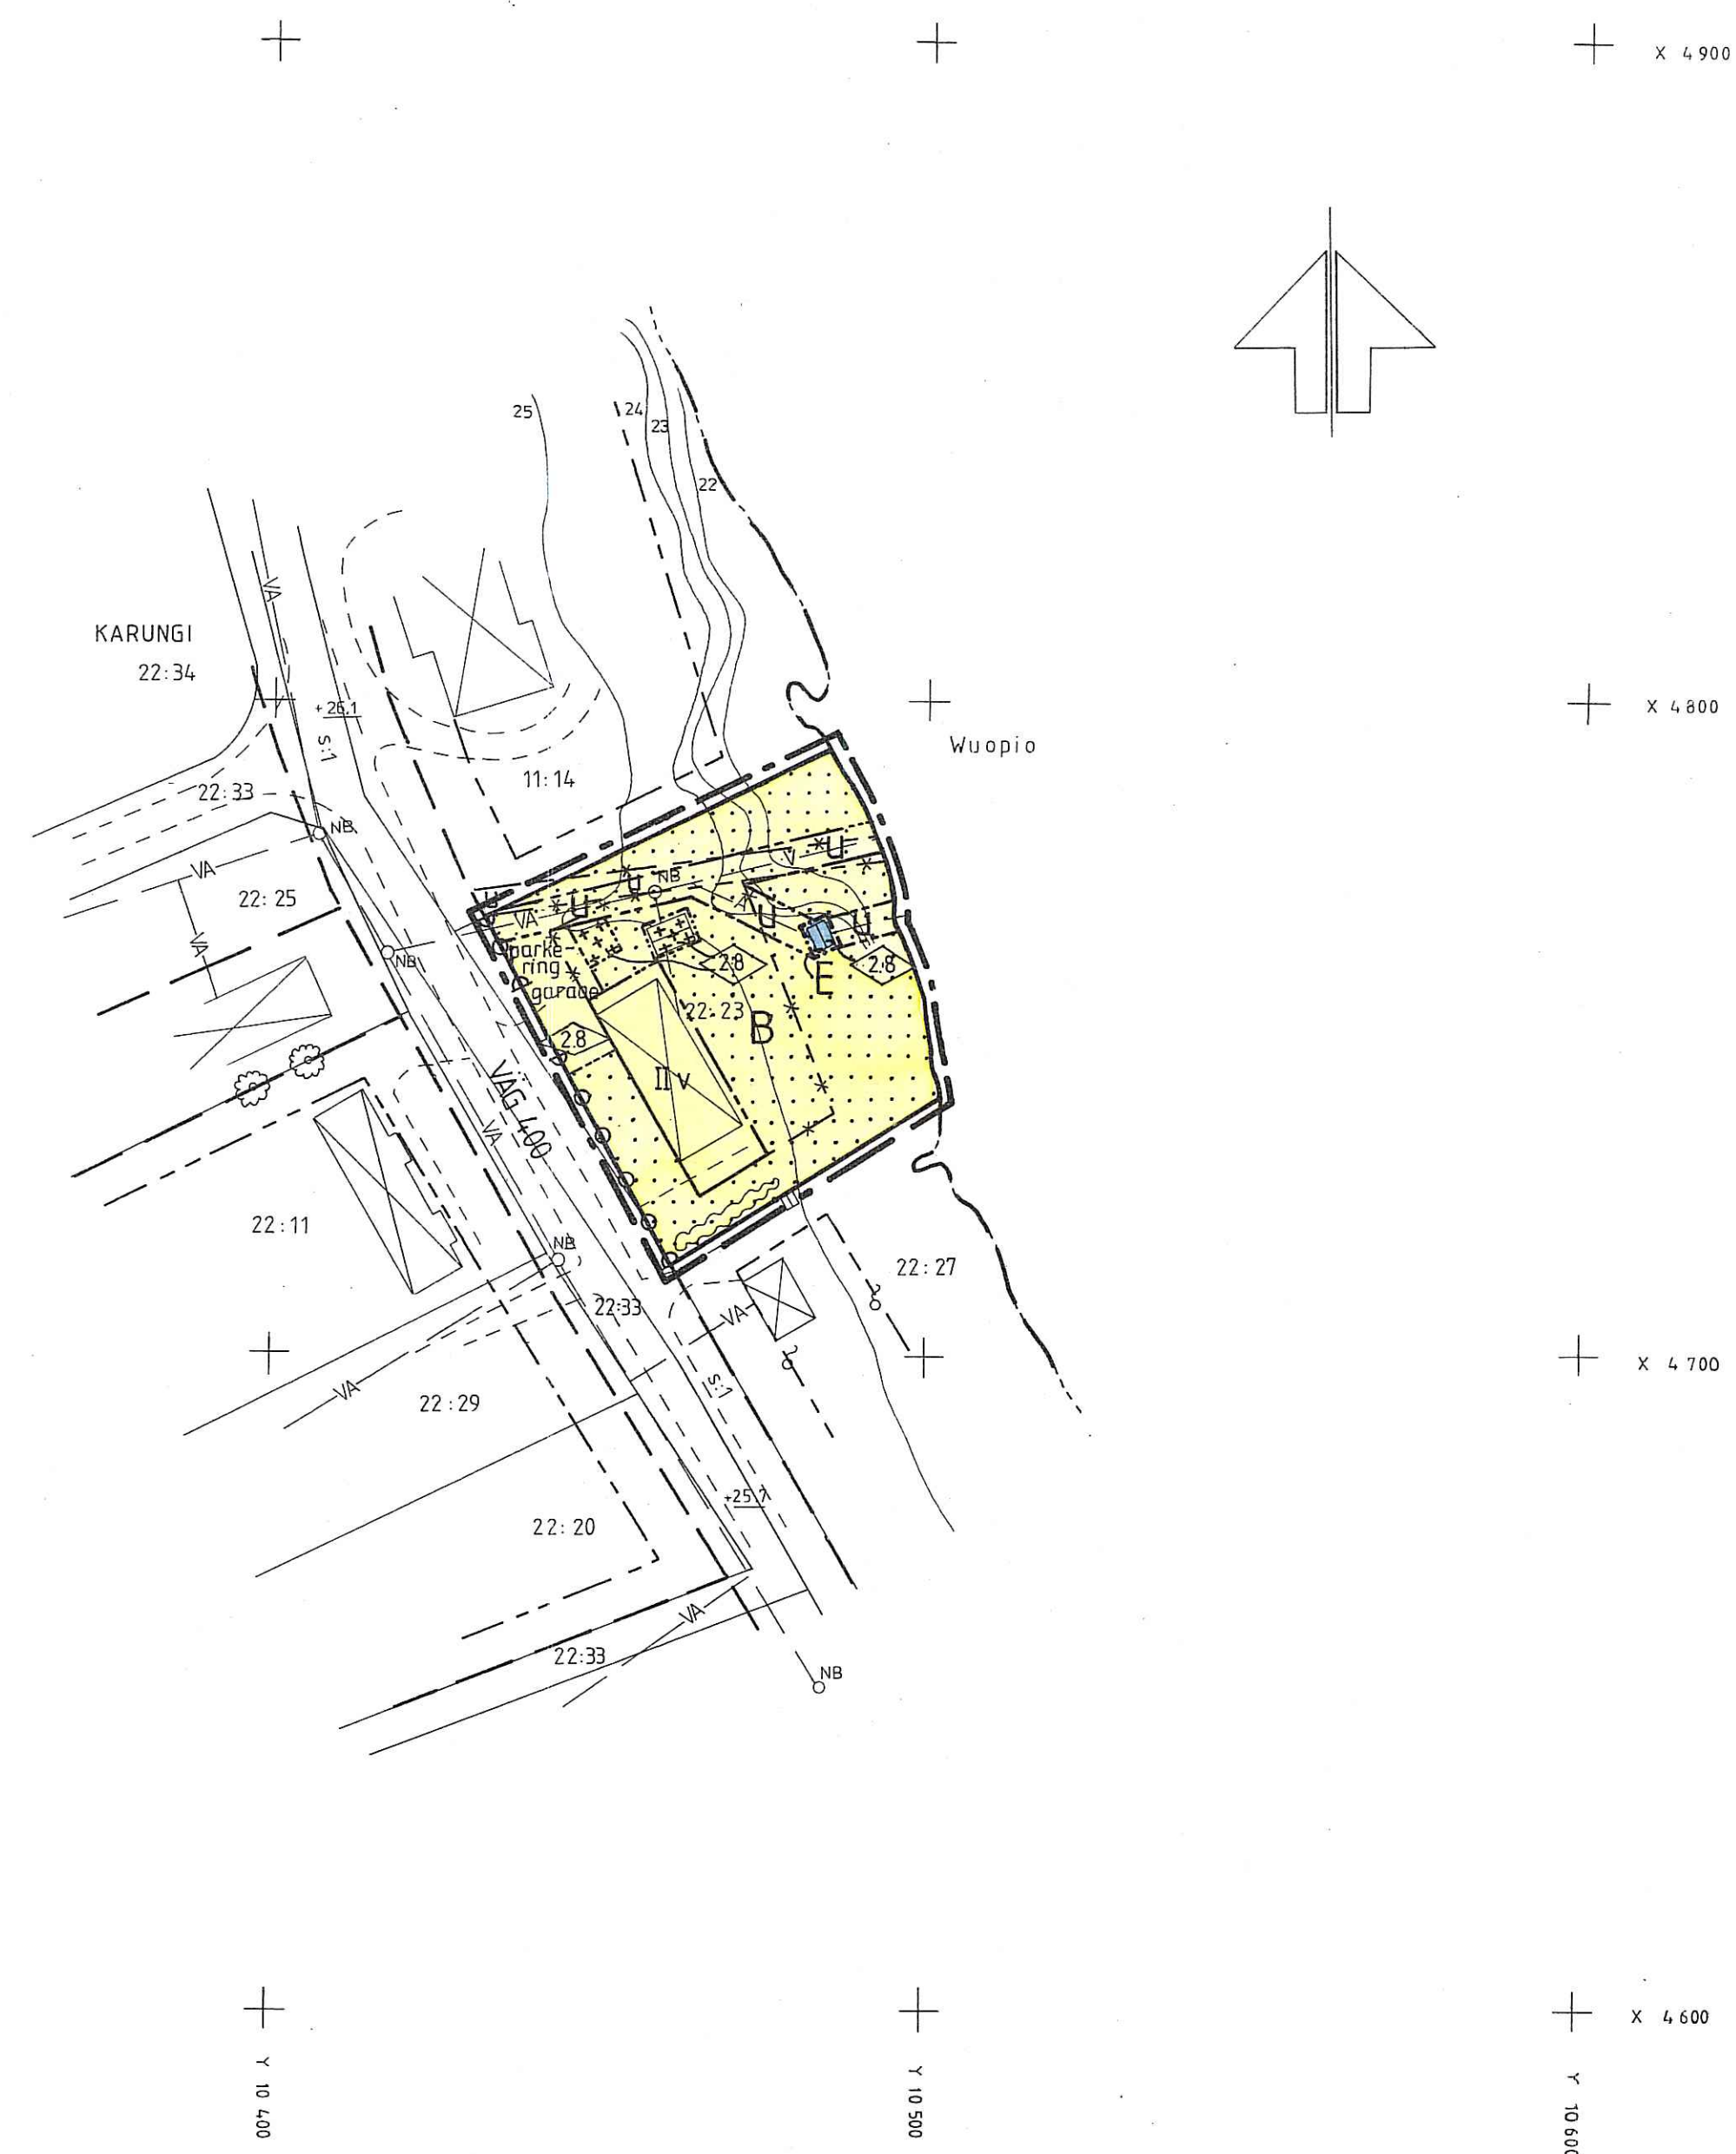 X 4 900
25
24
23
22
VA
KARUNGI
22:34
+26.1
S:1
X 4 800
Wuopio
11:14
22:33
NB
VA
U
V
22:25
U
NB
U
VA
U
U
VA
NB
parke-
ring
garage
2.8
2.8
E
22:23
B
2.8
II v
VÄG 400
VA
22:11
NB
22:27
22:33
VA
X 4 700
VA
S:1
22:29
+25.7
22:20
VA
22:33
NB
X 4 600
Y 10 400
Y 10 500
Y 10 600